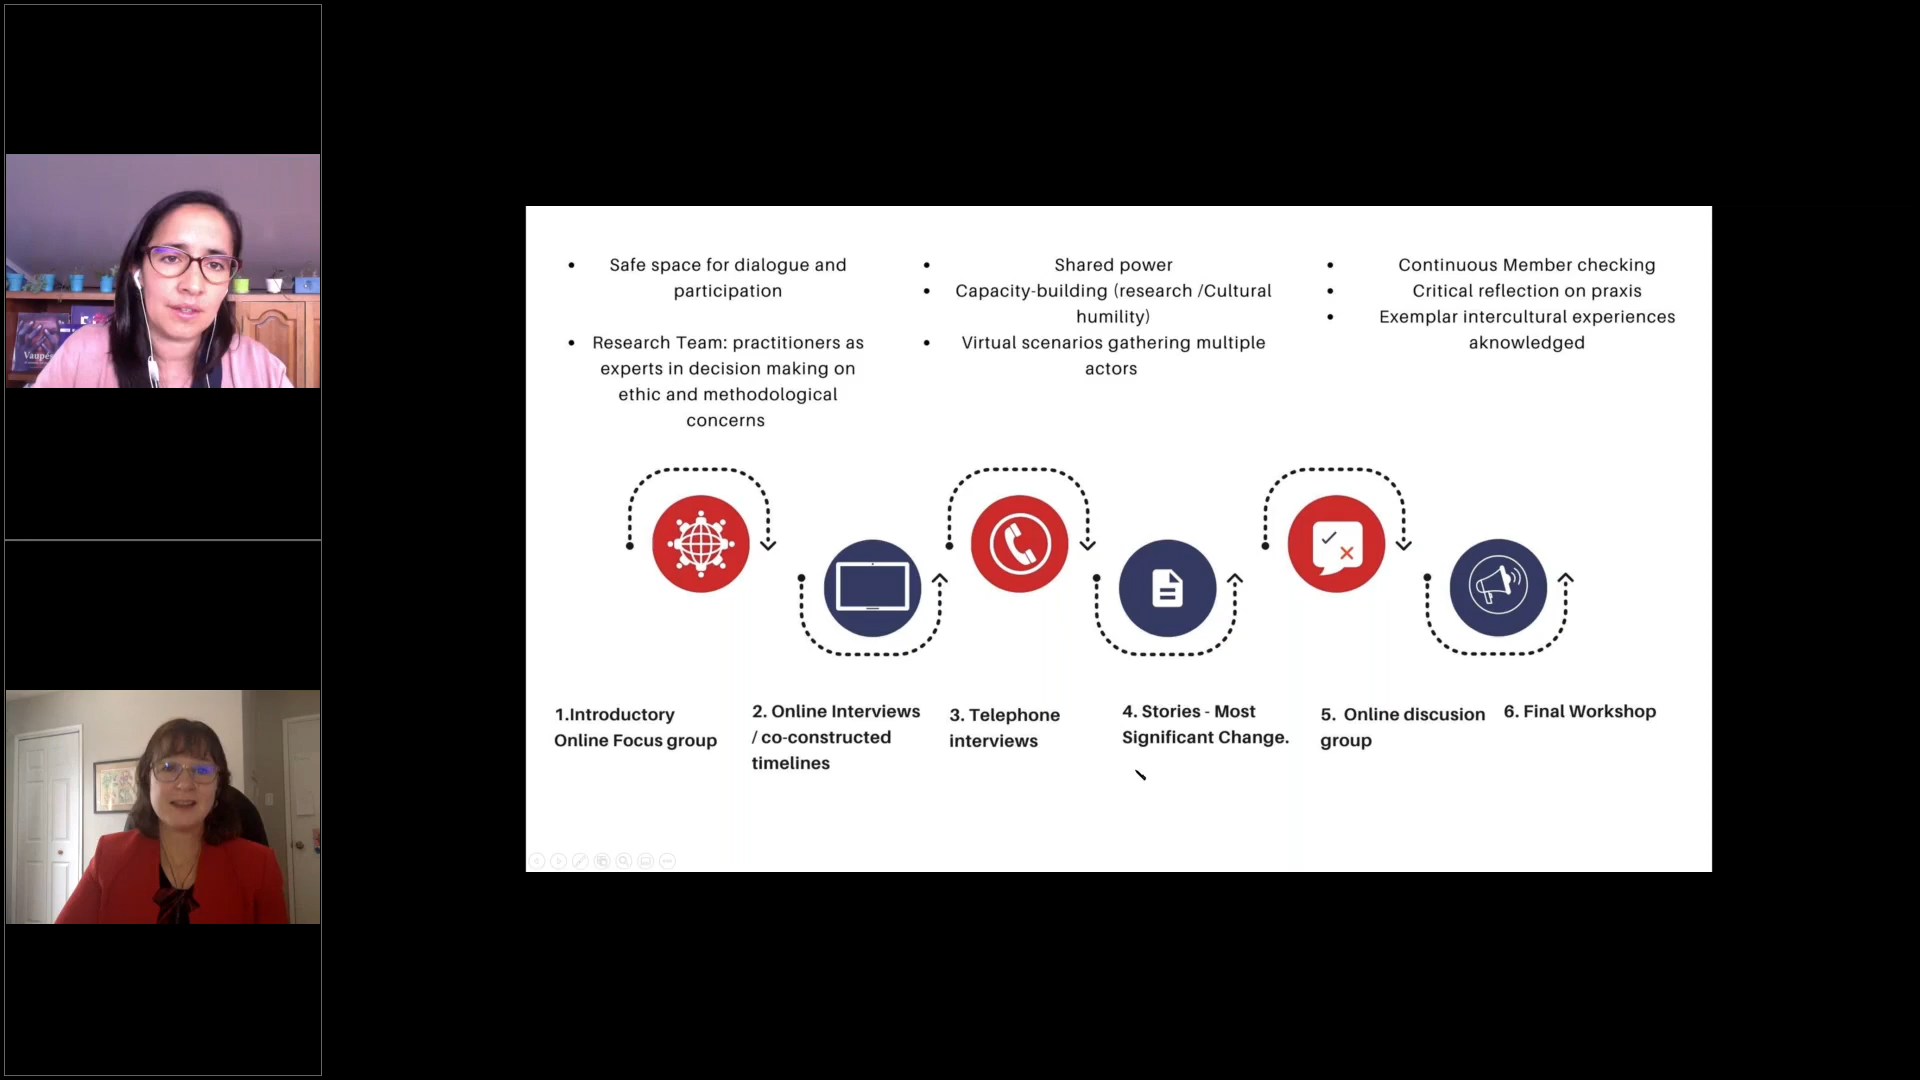 Safe space for dialogue and
participation
Research Team: practitioners as
experts in decision making on
ethic and methodological
concerns
Shared power
Capacity-building (research /Cultural
humility)
Virtual scenarios gathering multiple
actors
Continuous Member checking
Critical reflection on praxis
Exemplar intercultural experiences
aknowledged
1.Introductory
Online Focus group
2. Online Interviews
/ co-constructed
timelines
3. Telephone
interviews
4. Stories - Most
Significant Change.
5. Online discusion
group
6. Final Workshop
Vaupés